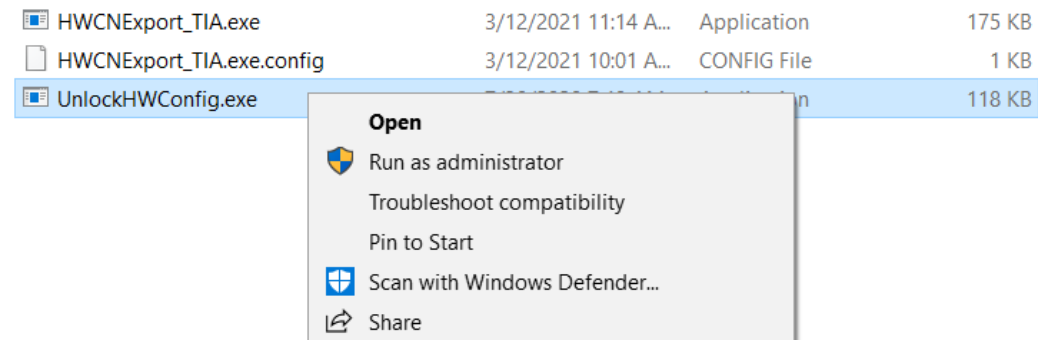 HWCNExport_TIA.exe 3/12/2021 11:14 A... Application 175 KB
HWCNExport_TIA.exe.config 3/12/2021 10:01 A... CONFIG File 1 KB
UnlockHWConfig.exe 118 KB
Open
Run as administrator
Troubleshoot compatibility
Pin to Start
Scan with Windows Defender...
Share